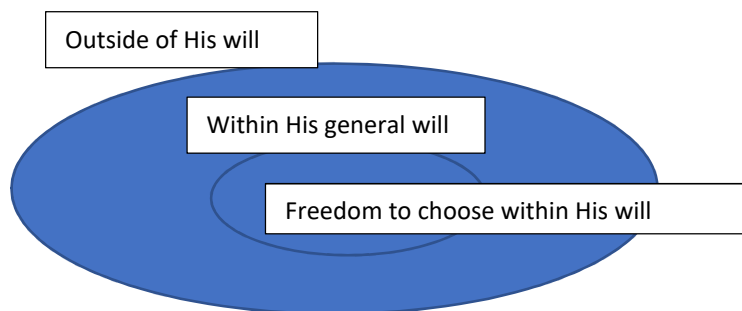 Outside of His will
Within His general will
Freedom to choose within His will